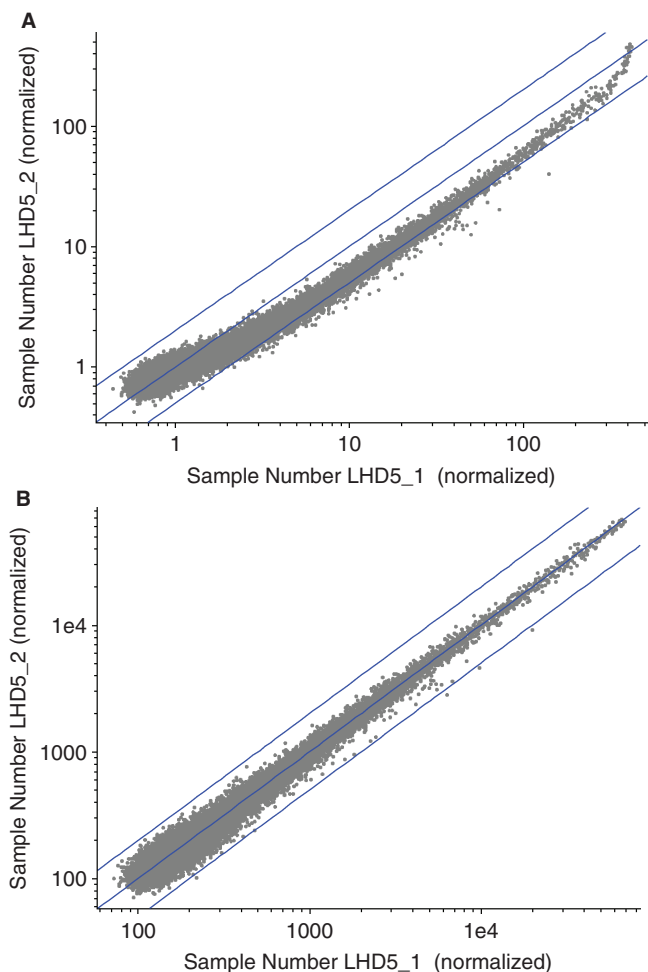 A
Sample Number LHD5_2 (normalized)
100
10
1
1
10
100
Sample Number LHD5_1 (normalized)
B
Sample Number LHD5_2 (normalized)
1e4
1000
100
100
1000
1e4
Sample Number LHD5_1 (normalized)